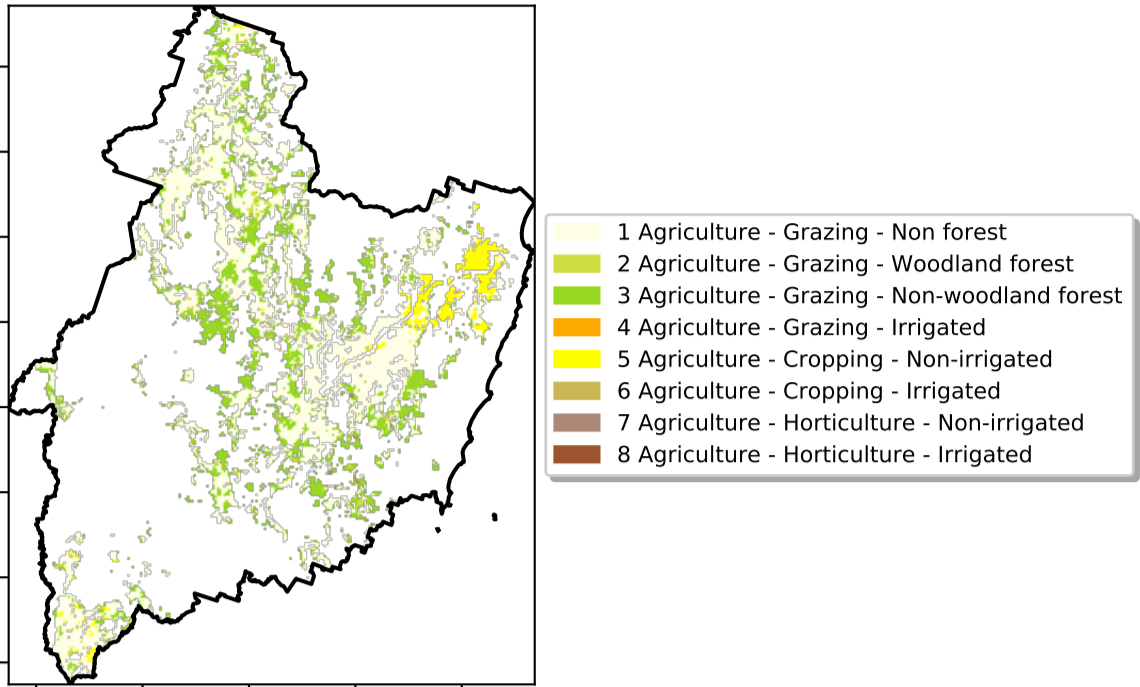 1 Agriculture - Grazing - Non forest
2 Agriculture - Grazing - Woodland forest
3 Agriculture - Grazing - Non-woodland forest
4 Agriculture - Grazing - Irrigated
5 Agriculture - Cropping - Non-irrigated
6 Agriculture - Cropping - Irrigated
7 Agriculture - Horticulture - Non-irrigated
8 Agriculture - Horticulture - Irrigated